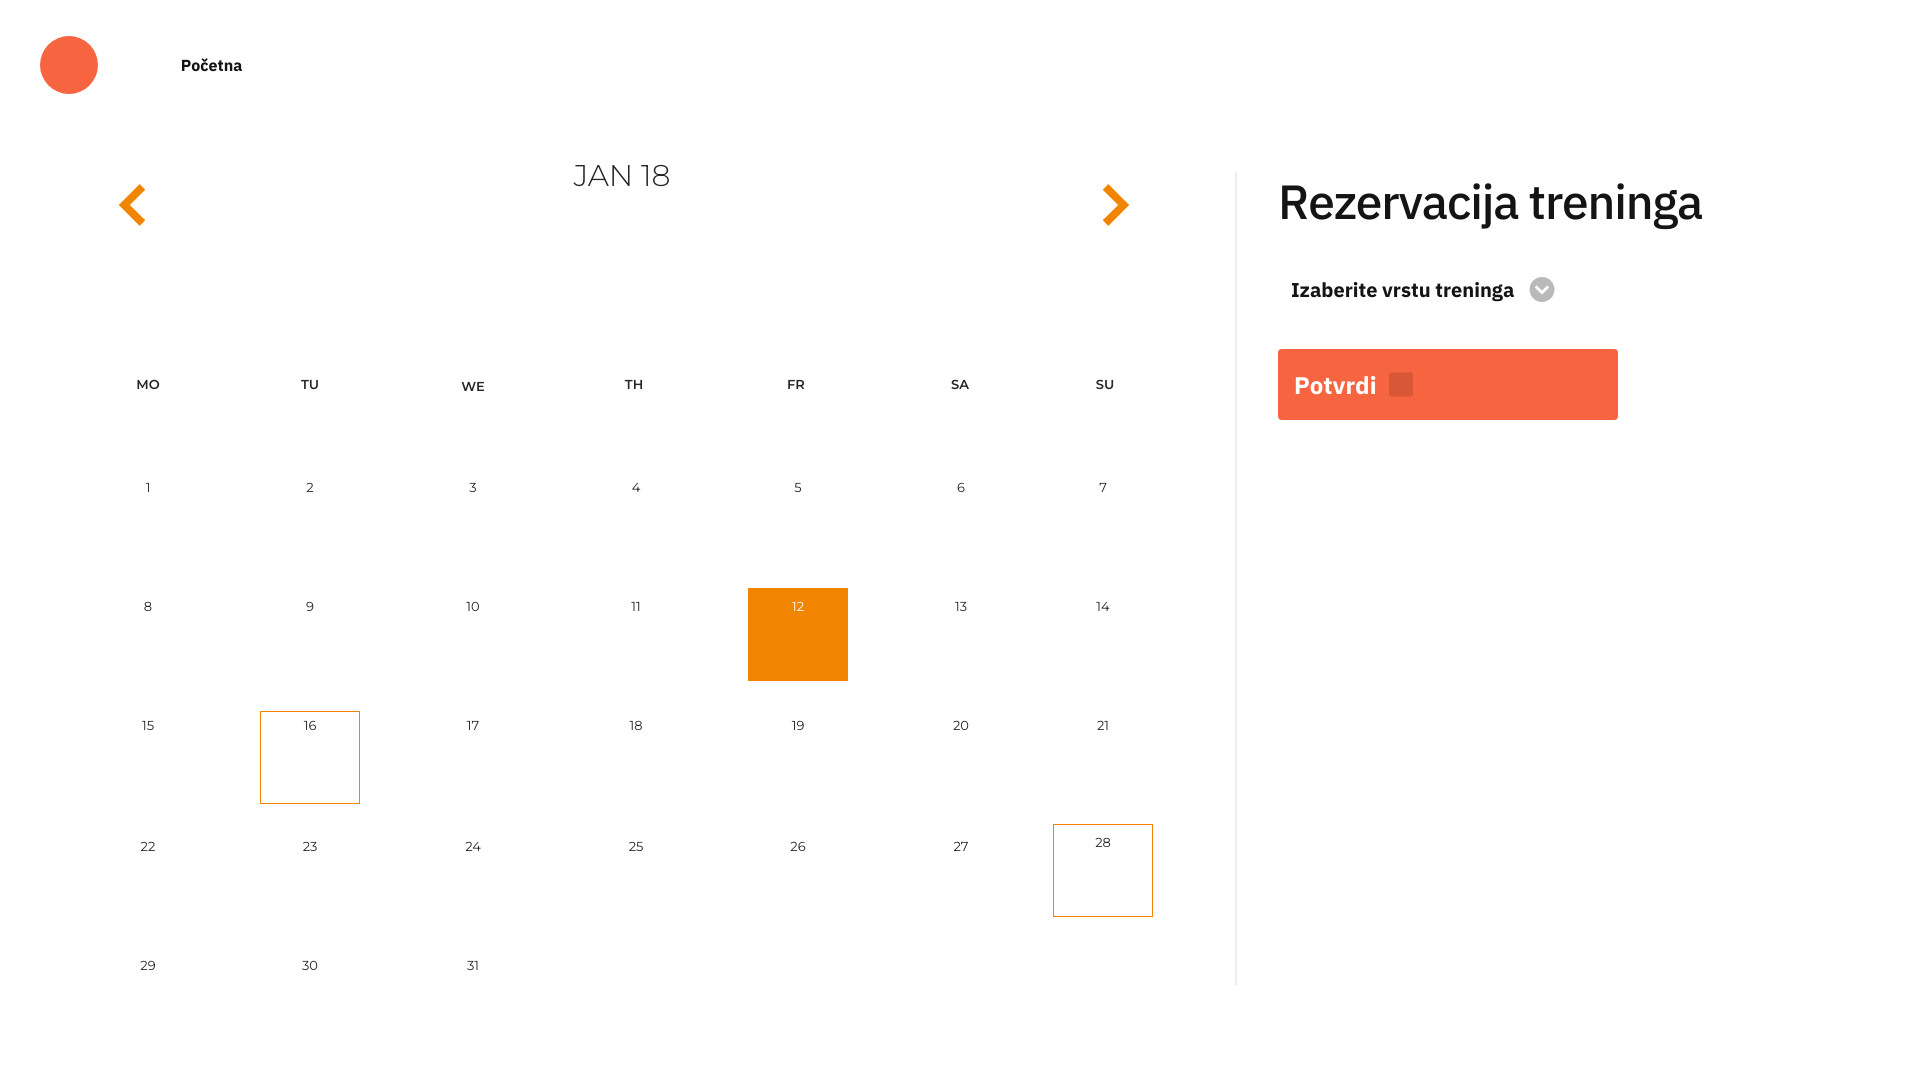 Početna
JAN 18
MO TU WE TH FR SA SU
1 2 3 4 5 6 7
8 9 10 11 12 13 14
15 16 17 18 19 20 21
22 23 24 25 26 27 28
29 30 31
Rezervacija treninga
Izaberite vrstu treninga
Potvrdi